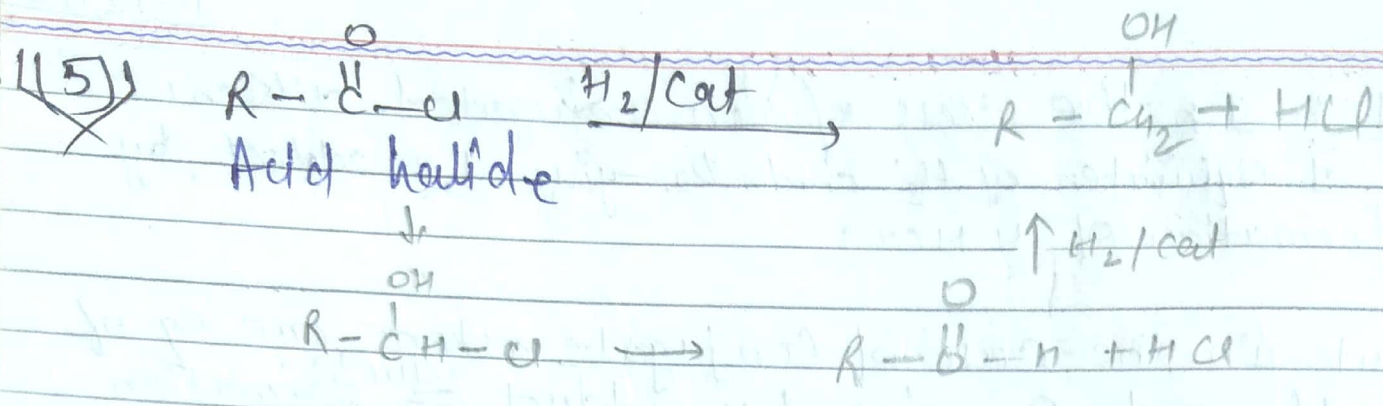 OH
O
5) R - C - Cl H2/Cat R - CH2 + HCl
Acid halide
H2/cat
OH O
R - CH - Cl → R - C - H + HCl